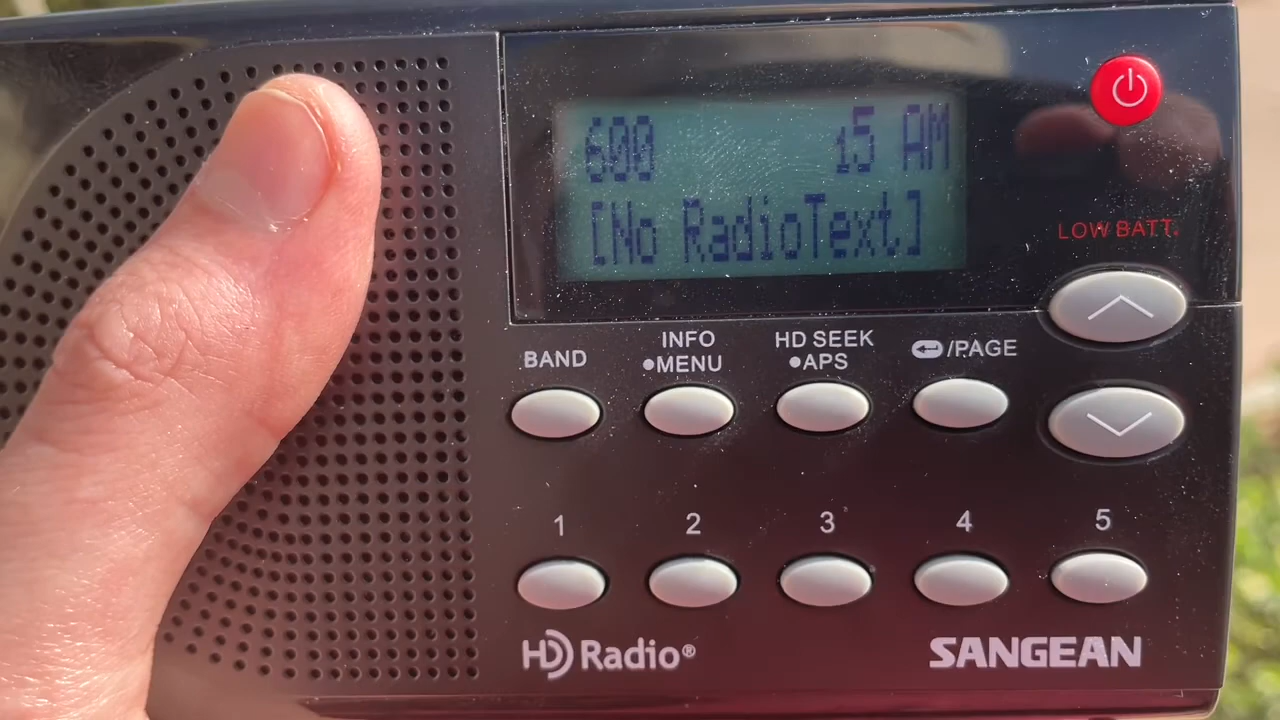 600 15 AM
[No RadioText]
LOW BATT.
BAND
INFO
•MENU
HD SEEK
•APS
/PAGE
1 2 3 4 5
HD Radio®
SANGEAN